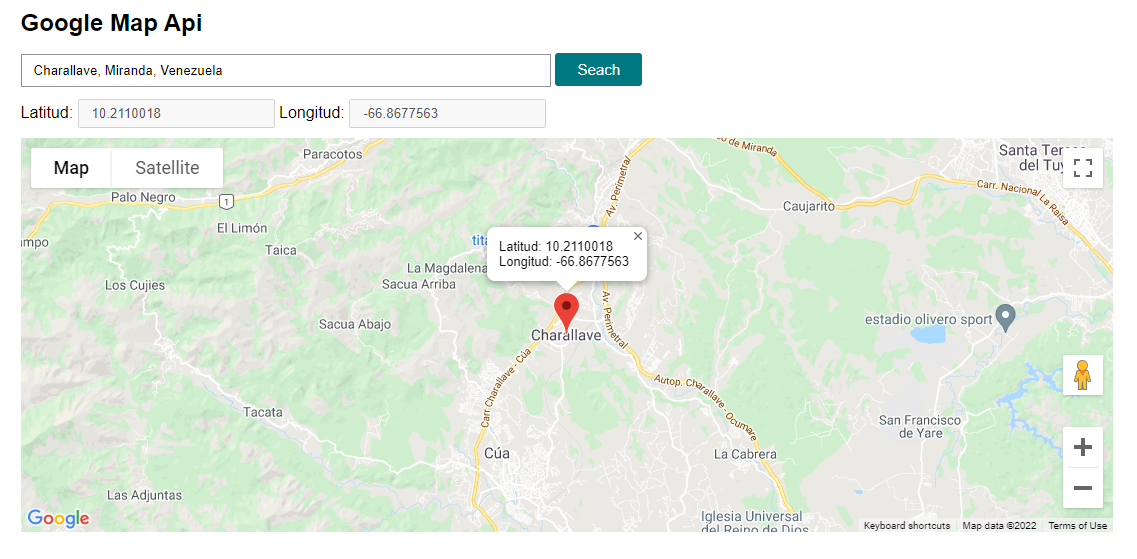 Google Map Api
Charallave, Miranda, Venezuela
Seach
Latitud: 10.2110018 Longitud: -66.8677563
Map Satellite
Paracotos
de Miranda
Santa Teresa
del Tuy
Palo Negro
1
Av. Perimetral
Carr. Nacional La Raisa
Caujarito
El Limón
ampo
Taica
tita
Latitud: 10.2110018
Longitud: -66.8677563
La Magdalena
Los Cujies
Sacua Arriba
Av. Perimetral
Sacua Abajo
Charallave
estadio olivero sport
Carr Charallave - Cúa
Autop. Charallave - Ocumare
Tacata
San Francisco
de Yare
Cúa
La Cabrera
Las Adjuntas
Iglesia Universal
del Reino de Dios
Google
Keyboard shortcuts Map data ©2022 Terms of Use